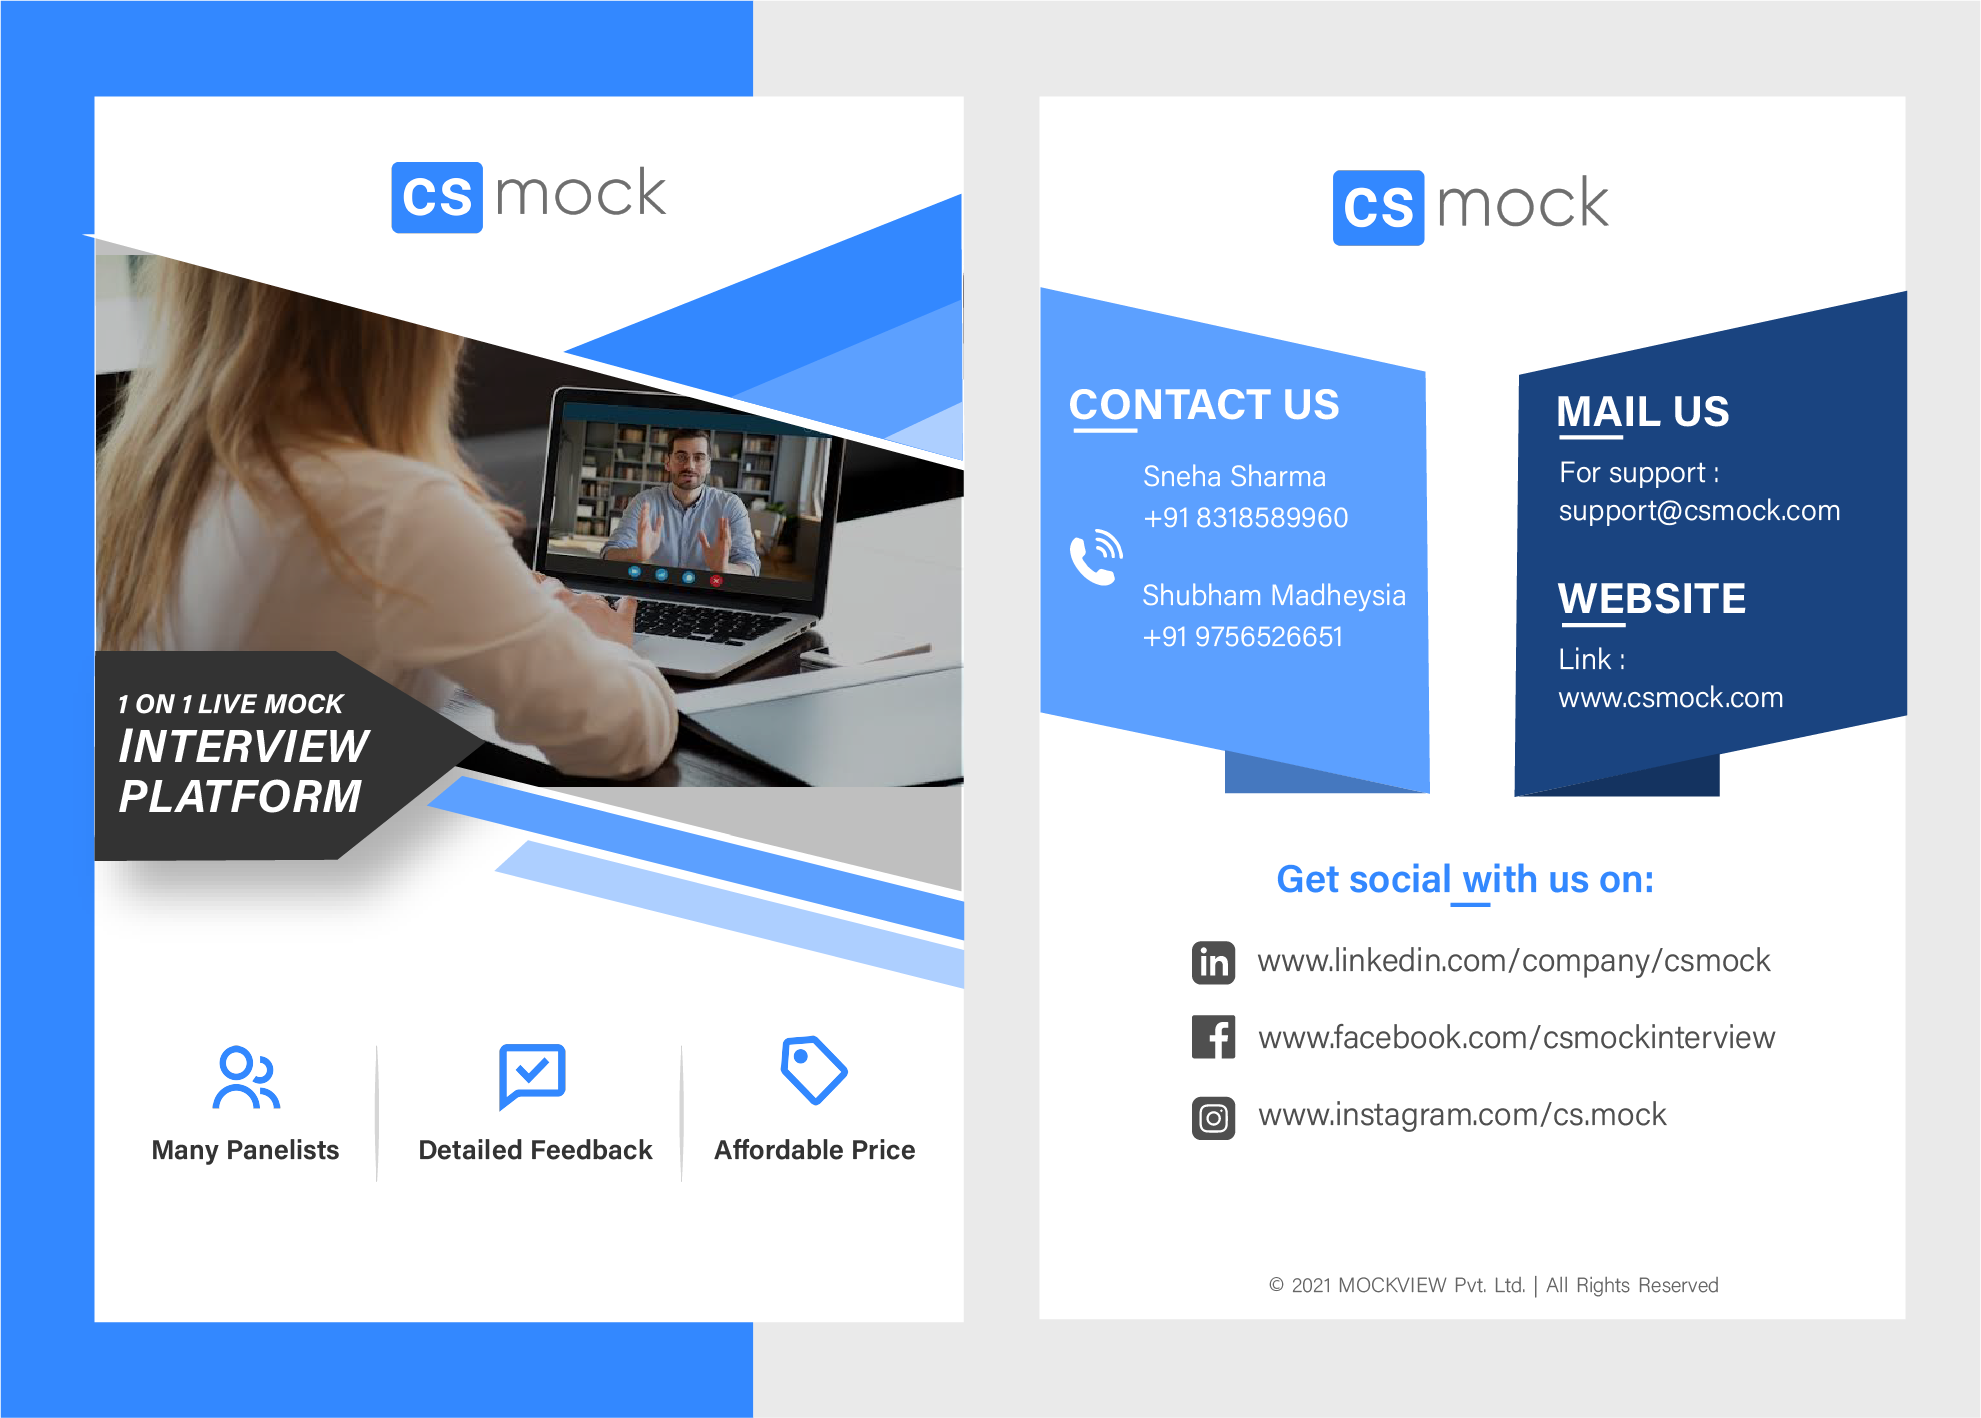 CS mock
1 ON 1 LIVE MOCK
INTERVIEW
PLATFORM
Many Panelists
Detailed Feedback
Affordable Price
CS mock
CONTACT US
Sneha Sharma
+91 8318589960
Shubham Madheysia
+91 9756526651
MAIL US
For support :
support@csmock.com
WEBSITE
Link :
www.csmock.com
Get social with us on:
in www.linkedin.com/company/csmock
f www.facebook.com/csmockinterview
www.instagram.com/cs.mock
© 2021 MOCKVIEW Pvt. Ltd. | All Rights Reserved